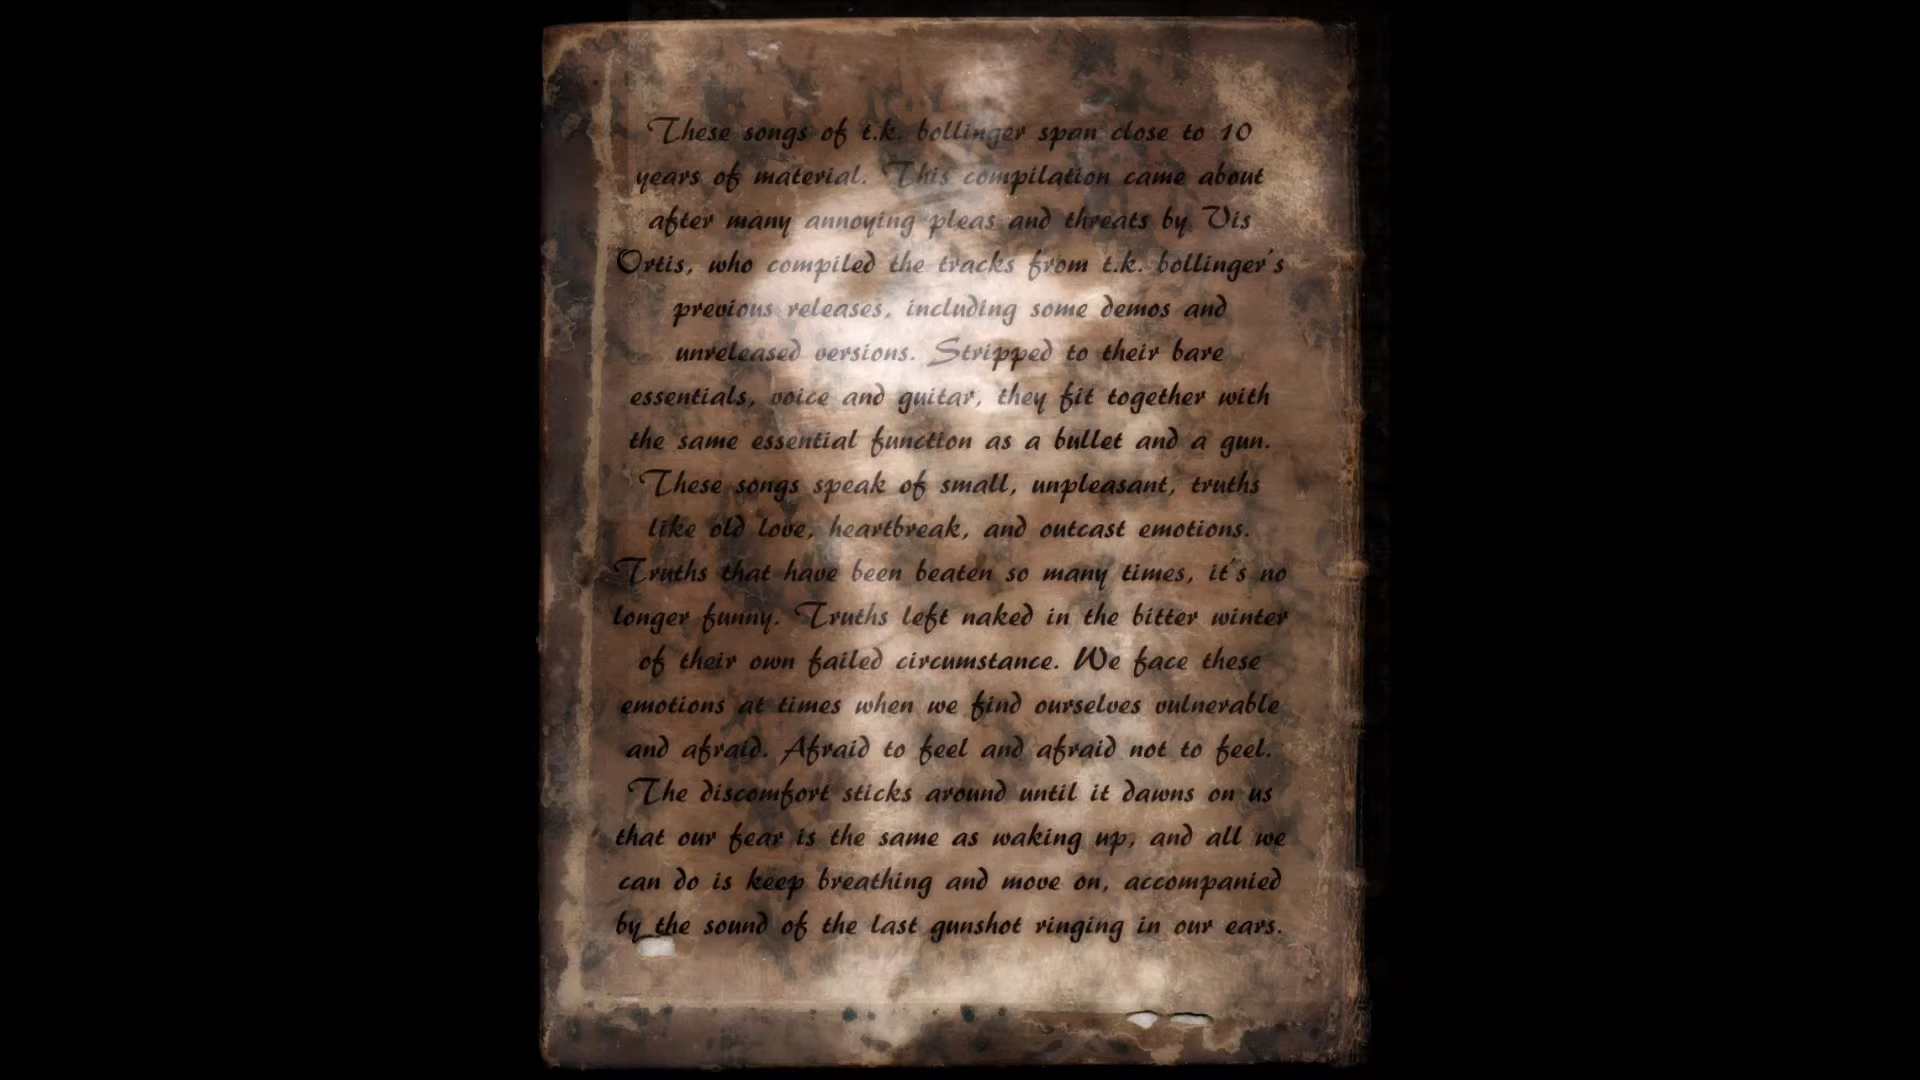 These songs of t.k. bollinger span close to 10
years of material. This compilation came about
after many annoying pleas and threats by Vis
Ortis, who compiled the tracks from t.k. bollinger's
previous releases, including some demos and
unreleased versions. Stripped to their bare
essentials, voice and guitar, they fit together with
the same essential function as a bullet and a gun.
These songs speak of small, unpleasant, truths
like old love, heartbreak, and outcast emotions.
Truths that have been beaten so many times, it's no
longer funny. Truths left naked in the bitter winter
of their own failed circumstance. We face these
emotions at times when we find ourselves vulnerable
and afraid. Afraid to feel and afraid not to feel.
The discomfort sticks around until it dawns on us
that our fear is the same as waking up, and all we
can do is keep breathing and move on, accompanied
by the sound of the last gunshot ringing in our ears.